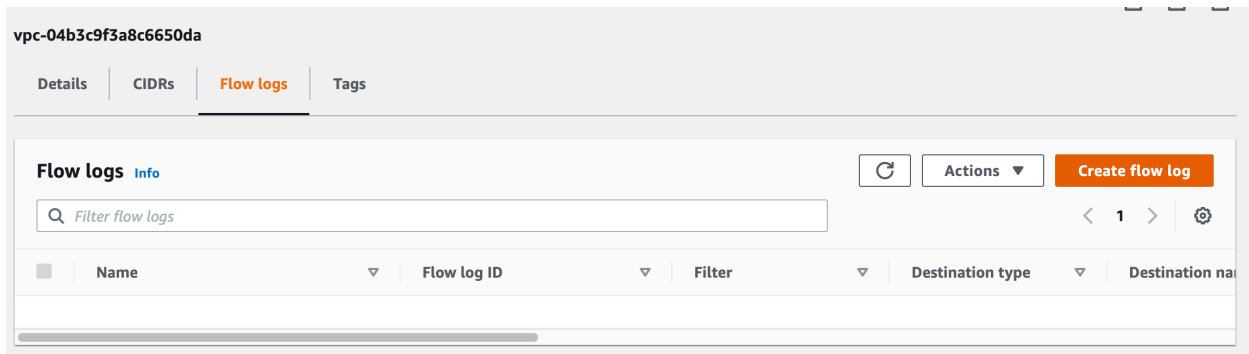 vpc-04b3c9f3a8c6650da
Details CIDRs Flow logs Tags
Flow logs Info Actions Create flow log
Filter flow logs 1
Name Flow log ID Filter Destination type Destination